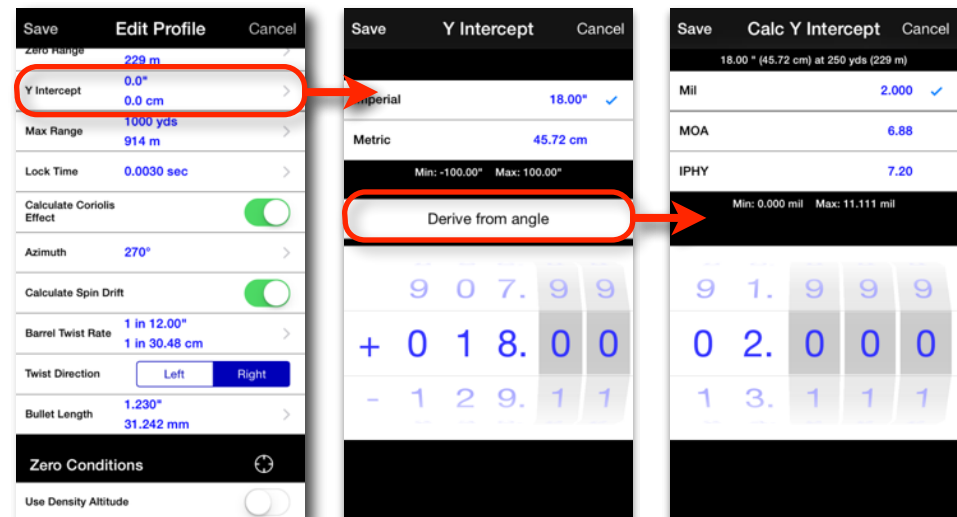 Save Edit Profile Cancel
Zero Range
229 m
Y Intercept
0.0"
0.0 cm
Max Range
1000 yds
914 m
Lock Time 0.0030 sec
Calculate Coriolis
Effect
Azimuth 270°
Calculate Spin Drift
Barrel Twist Rate
1 in 12.00"
1 in 30.48 cm
Twist Direction Left Right
Bullet Length
1.230"
31.242 mm
Zero Conditions
Use Density Altitude
Save Y Intercept Cancel
Imperial 18.00"
Metric 45.72 cm
Min: -100.00" Max: 100.00"
Derive from angle
9 0 7. 9 9
+ 0 1 8. 0 0
- 1 2 9. 1 1
Save Calc Y Intercept Cancel
18.00 " (45.72 cm) at 250 yds (229 m)
Mil 2.000
MOA 6.88
IPHY 7.20
Min: 0.000 mil Max: 11.111 mil
9 1. 9 9 9
0 2. 0 0 0
1 3. 1 1 1